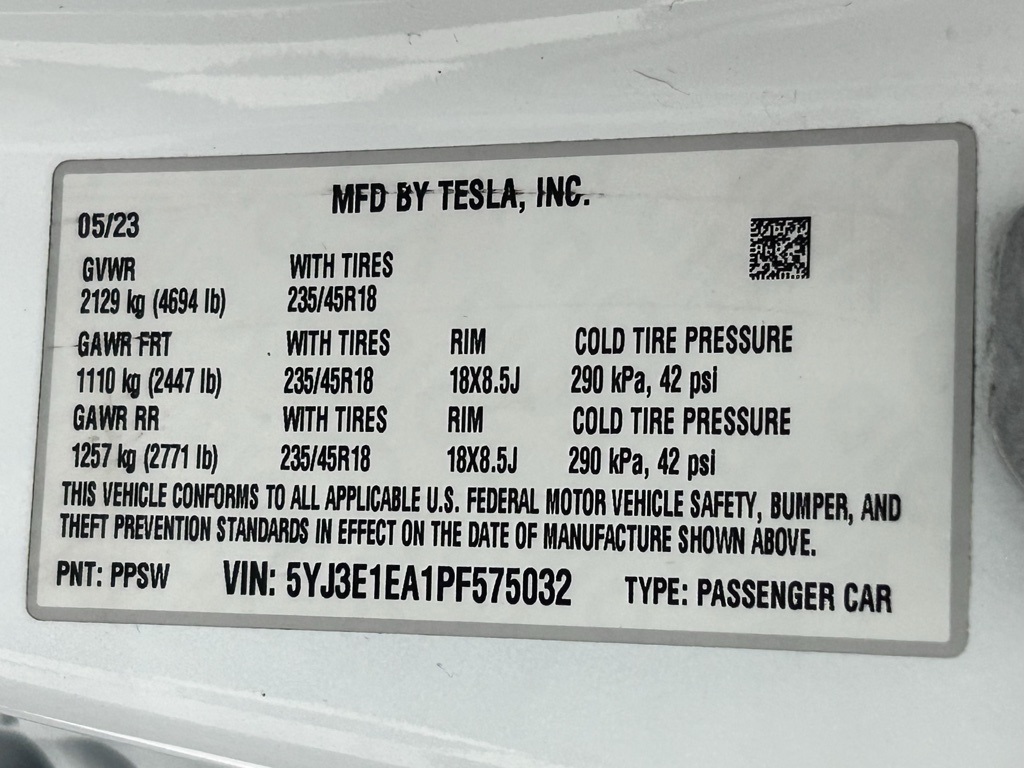 MFD BY TESLA, INC.
05/23
GVWR WITH TIRES
2129 kg (4694 lb) 235/45R18
GAWR FRT WITH TIRES RIM COLD TIRE PRESSURE
1110 kg (2447 lb) 235/45R18 18X8.5J 290 kPa, 42 psi
GAWR RR WITH TIRES RIM COLD TIRE PRESSURE
1257 kg (2771 lb) 235/45R18 18X8.5J 290 kPa, 42 psi
THIS VEHICLE CONFORMS TO ALL APPLICABLE U.S. FEDERAL MOTOR VEHICLE SAFETY, BUMPER, AND
THEFT PREVENTION STANDARDS IN EFFECT ON THE DATE OF MANUFACTURE SHOWN ABOVE.
PNT: PPSW VIN: 5YJ3E1EA1PF575032 TYPE: PASSENGER CAR